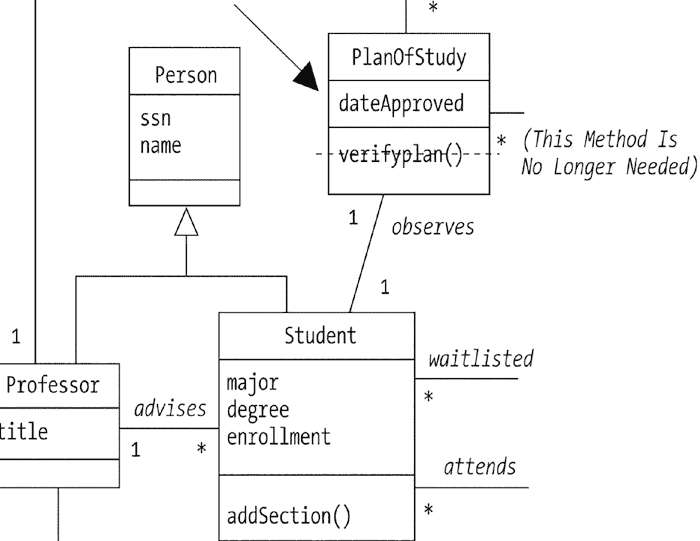 *
PlanOfStudy
Person
dateApproved
ssn
name
verifyplan()
* (This Method Is
No Longer Needed)
1
observes
1
1
Student
waitlisted
*
Professor
major
degree
enrollment
advises
title
1
*
attends
*
addSection()